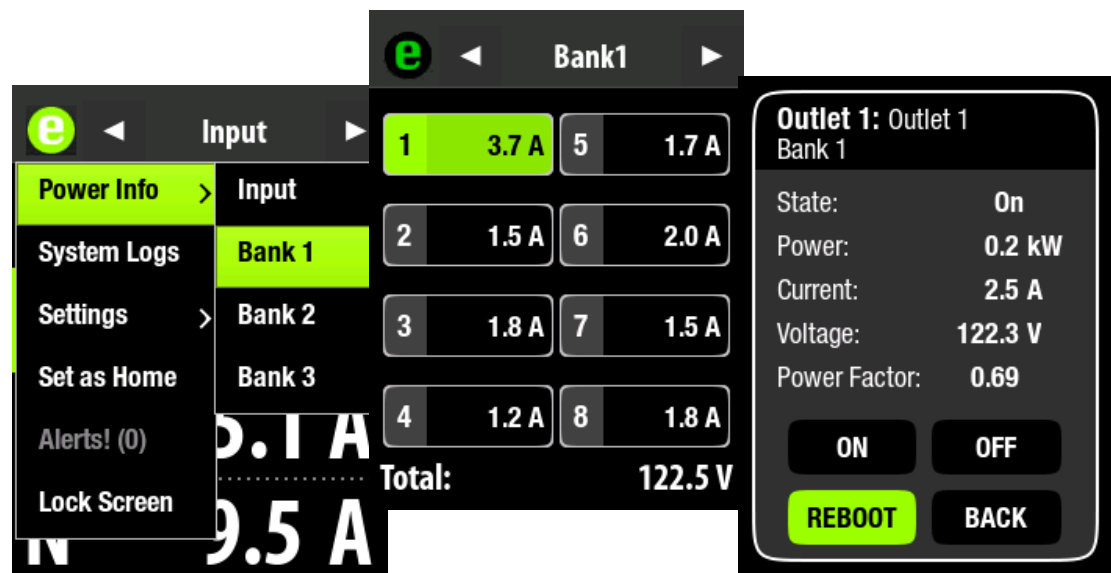 e ◄ Input ►
Power Info > Input
System Logs Bank 1
Settings > Bank 2
Set as Home Bank 3
Alerts! (0)
Lock Screen
A
N 9.5 A
e ◄ Bank1 ►
1 3.7 A 5 1.7 A
2 1.5 A 6 2.0 A
3 1.8 A 7 1.5 A
4 1.2 A 8 1.8 A
Total: 122.5 V
Outlet 1: Outlet 1
Bank 1
State: On
Power: 0.2 kW
Current: 2.5 A
Voltage: 122.3 V
Power Factor: 0.69
ON OFF
REBOOT BACK